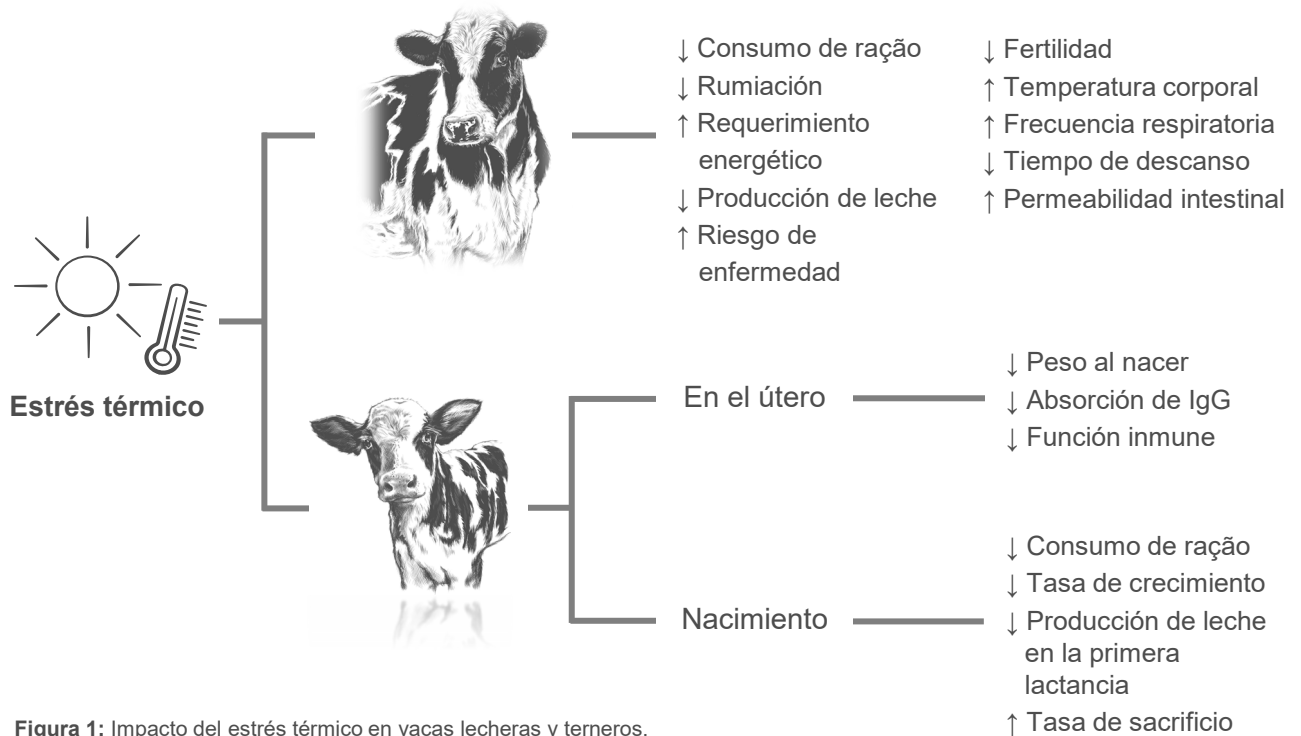 ↓ Consumo de ração
↓ Rumiación
↑ Requerimiento
energético
↓ Producción de leche
↑ Riesgo de
enfermedad
↓ Fertilidad
↑ Temperatura corporal
↑ Frecuencia respiratoria
↓ Tiempo de descanso
↑ Permeabilidad intestinal
Estrés térmico
En el útero
↓ Peso al nacer
↓ Absorción de IgG
↓ Función inmune
Nacimiento
↓ Consumo de ração
↓ Tasa de crecimiento
↓ Producción de leche
en la primera
lactancia
↑ Tasa de sacrificio
Figura 1: Impacto del estrés térmico en vacas lecheras y terneros.